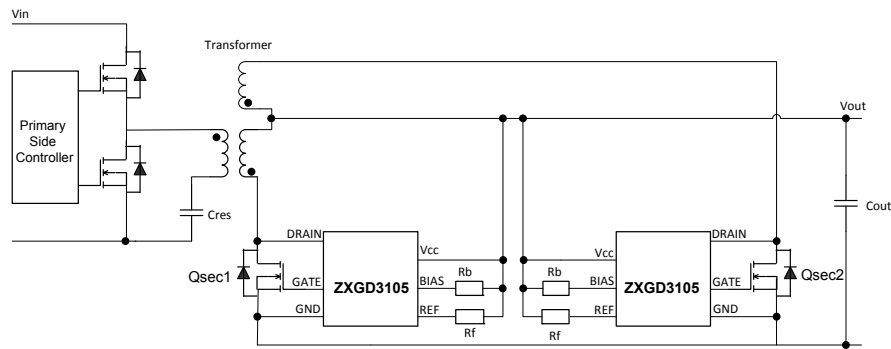 Vin
Transformer
Primary
Side
Controller
Vout
Cres
Cout
DRAIN
Vcc
GATE
BIAS
Rb
GND
REF
Rf
Qsec1
ZXGD3105
Vcc
DRAIN
Rb
BIAS
GATE
REF
GND
Rf
ZXGD3105
Qsec2